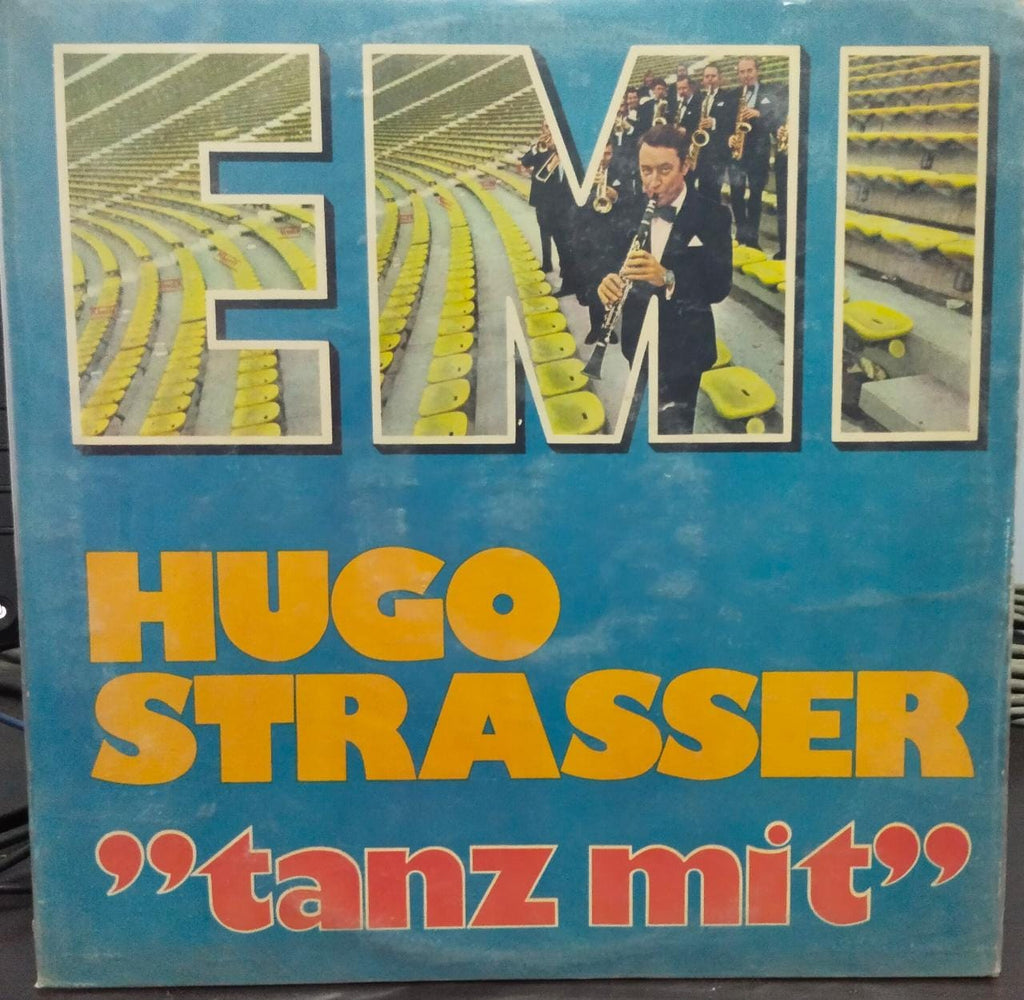 EMI
HUGO
STRASSER
”tanz mit”